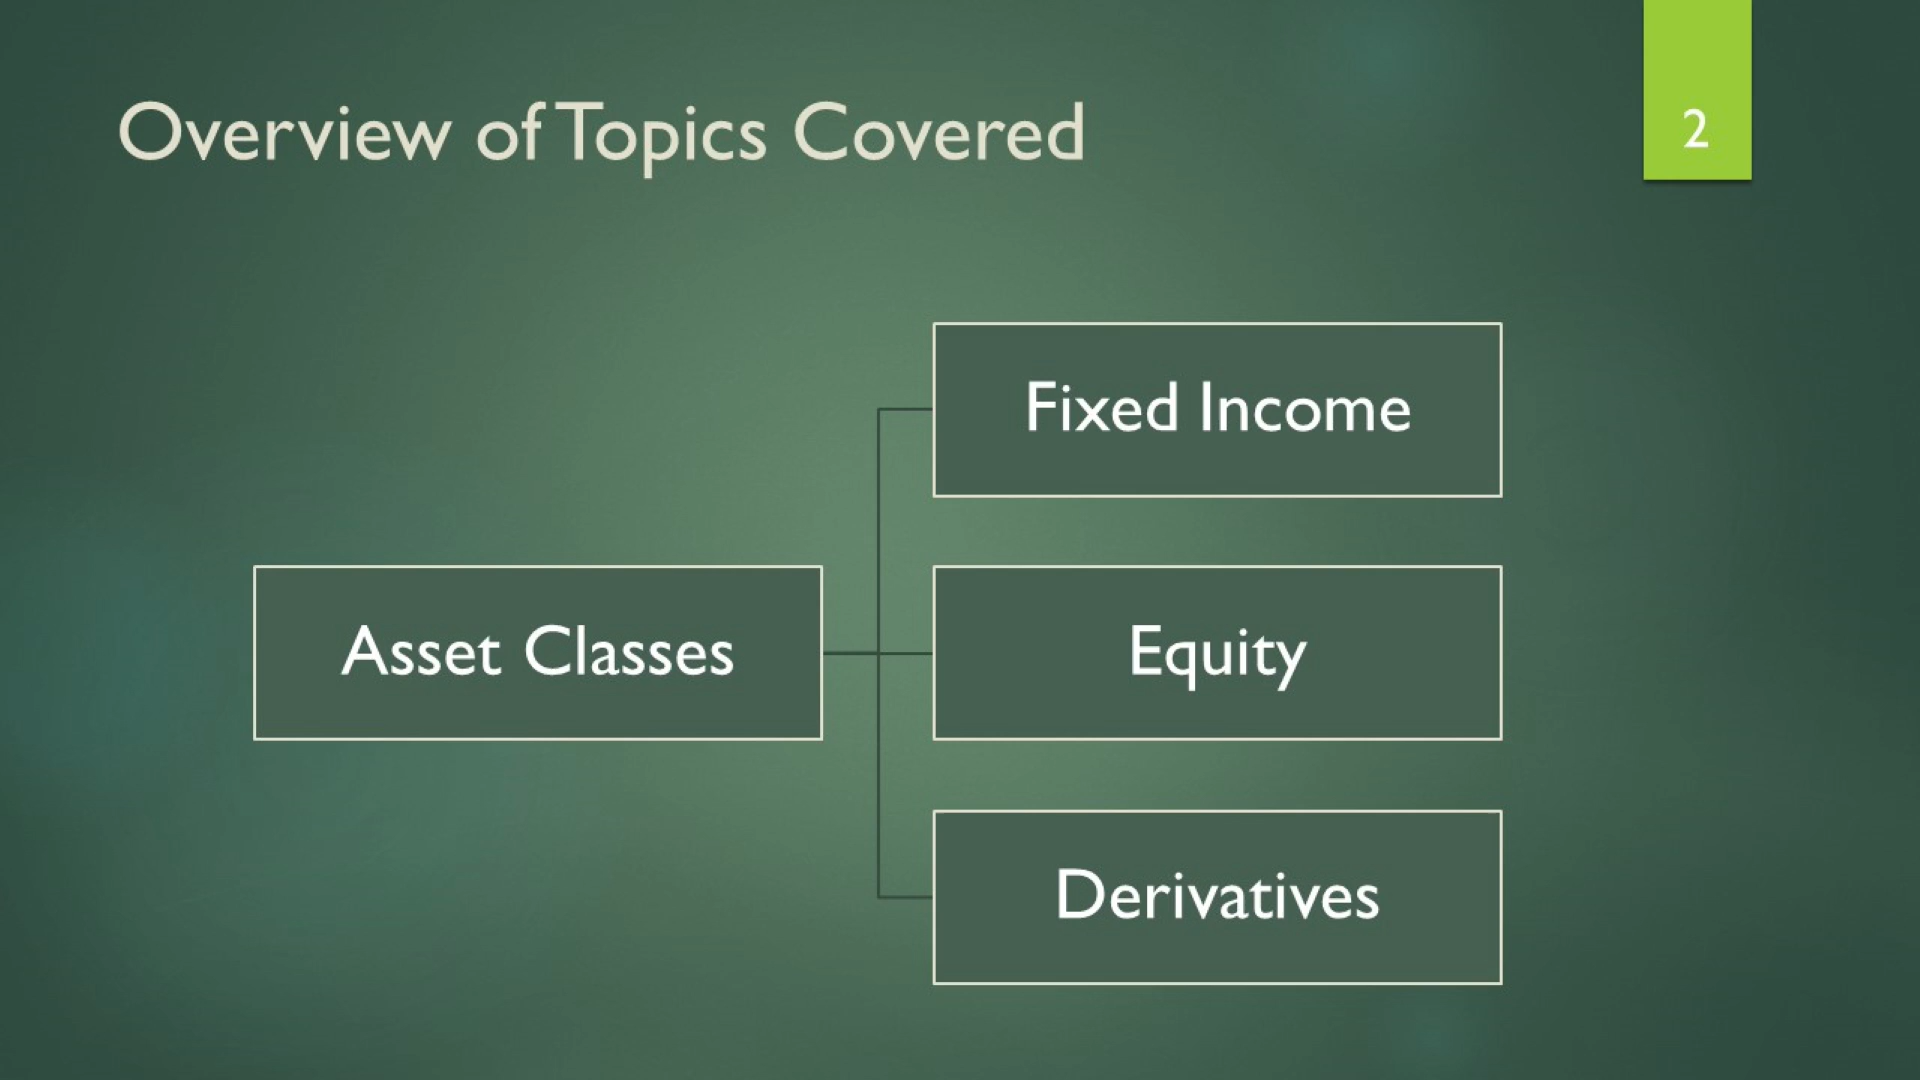 Overview of Topics Covered
2
Fixed Income
Asset Classes
Equity
Derivatives